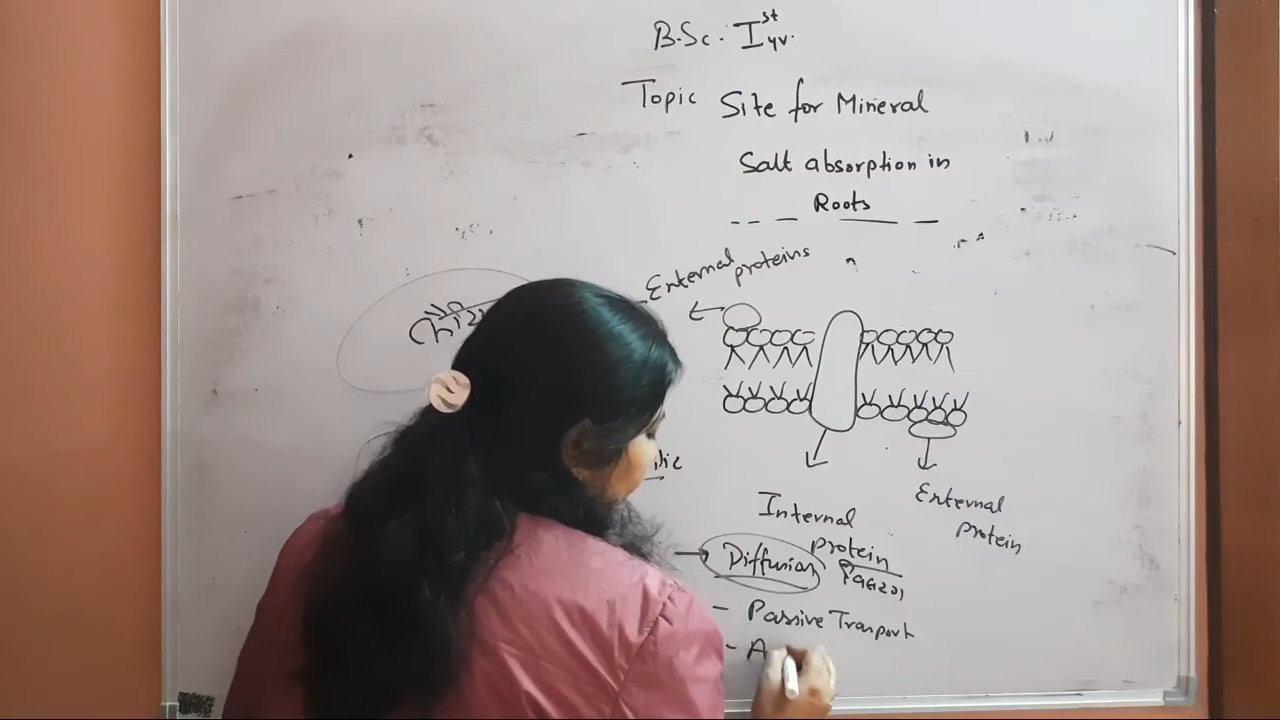 B.Sc. Ist yr.
Topic Site for Mineral
Salt absorption in
Roots
External proteins
Internal
protein
External
protein
Diffusion
- Passive Transport
- A